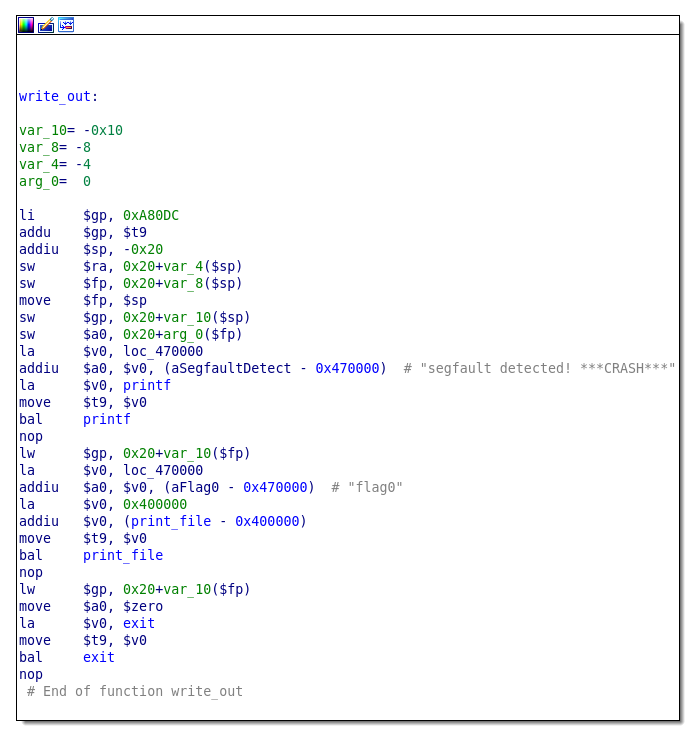 write_out:
var_10= -0x10
var_8= -8
var_4= -4
arg_0=  0
li      $gp, 0xA80DC
addu    $gp, $t9
addiu   $sp, -0x20
sw      $ra, 0x20+var_4($sp)
sw      $fp, 0x20+var_8($sp)
move    $fp, $sp
sw      $gp, 0x20+var_10($sp)
sw      $a0, 0x20+arg_0($fp)
la      $v0, loc_470000
addiu   $a0, $v0, (aSegfaultDetect - 0x470000)  # "segfault detected! ***CRASH***"
la      $v0, printf
move    $t9, $v0
bal     printf
nop
lw      $gp, 0x20+var_10($fp)
la      $v0, loc_470000
addiu   $a0, $v0, (aFlag0 - 0x470000)  # "flag0"
la      $v0, 0x400000
addiu   $v0, (print_file - 0x400000)
move    $t9, $v0
bal     print_file
nop
lw      $gp, 0x20+var_10($fp)
move    $a0, $zero
la      $v0, exit
move    $t9, $v0
bal     exit
nop
 # End of function write_out